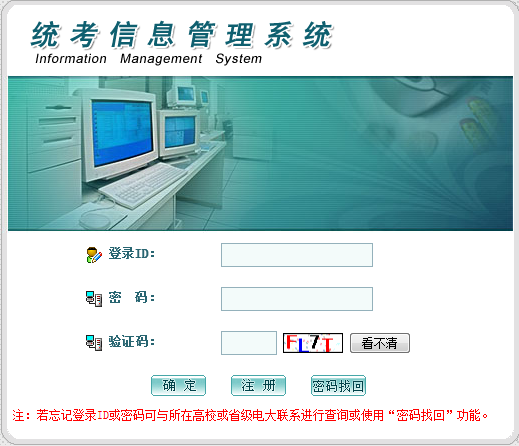 统考信息管理系统
Information Management System
登录ID:
密 码:
验证码: FL7T 看不清
确 定 注 册 密码找回
注: 若忘记登录ID或密码可与所在高校或省级电大联系进行查询或使用“密码找回”功能。